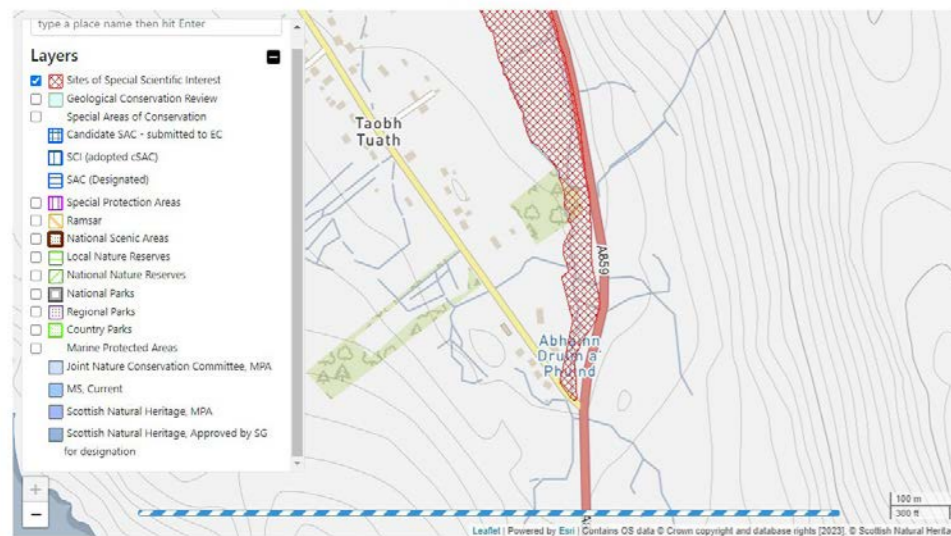 type a place name then hit Enter
Layers
Sites of Special Scientific Interest
Geological Conservation Review
Special Areas of Conservation
Candidate SAC - submitted to EC
SCI (adopted cSAC)
SAC (Designated)
Special Protection Areas
Ramsar
National Scenic Areas
Local Nature Reserves
National Nature Reserves
National Parks
Regional Parks
Country Parks
Marine Protected Areas
Joint Nature Conservation Committee, MPA
MS, Current
Scottish Natural Heritage, MPA
Scottish Natural Heritage, Approved by SG
for designation
+
−
Taobh
Tuath
A859
Abhainn
Druim a'
Phuind
100 m
300 ft
Leaflet | Powered by Esri | Contains OS data © Crown copyright and database rights [2023], © Scottish Natural Herita